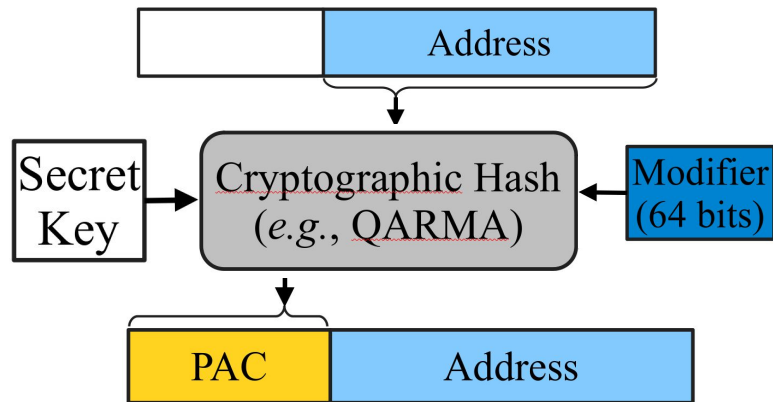 Address
Secret
Key
Cryptographic Hash
(e.g., QARMA)
Modifier
(64 bits)
PAC
Address